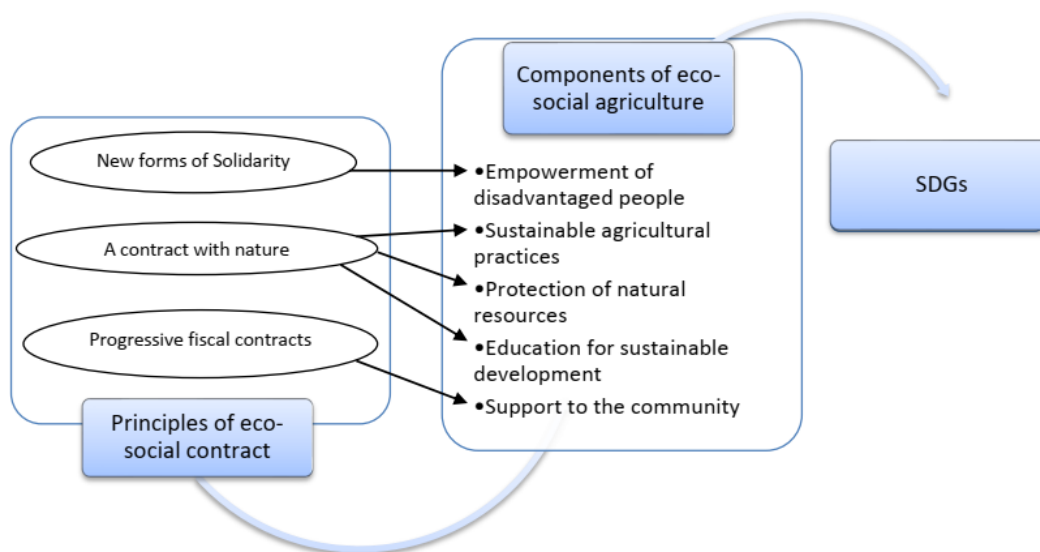 New forms of Solidarity
A contract with nature
Progressive fiscal contracts
Principles of eco-
social contract
Components of eco-
social agriculture
•Empowerment of
disadvantaged people
•Sustainable agricultural
practices
•Protection of natural
resources
•Education for sustainable
development
•Support to the community
SDGs